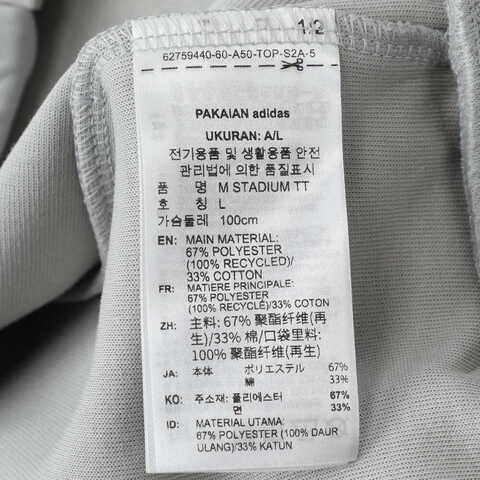 1/2
62759440-60-A50-TOP-S2A-5
PAKAIAN adidas
UKURAN: A/L
전기용품 및 생활용품 안전
관리법에 의한 품질표시
품 명 M STADIUM TT
호 칭 L
가슴둘레 100cm
EN: MAIN MATERIAL:
67% POLYESTER
(100% RECYCLED)/
33% COTTON
FR: MATIERE PRINCIPALE:
67% POLYESTER
(100% RECYCLE)/33% COTON
ZH: 主料: 67% 聚酯纤维(再
生)/33% 棉/口袋里料:
100% 聚酯纤维(再生)
JA: 本体 ポリエステル 67%
綿 33%
KO: 주소재: 폴리에스터 67%
면 33%
ID: MATERIAL UTAMA:
67% POLYESTER (100% DAUR
ULANG)/33% KATUN